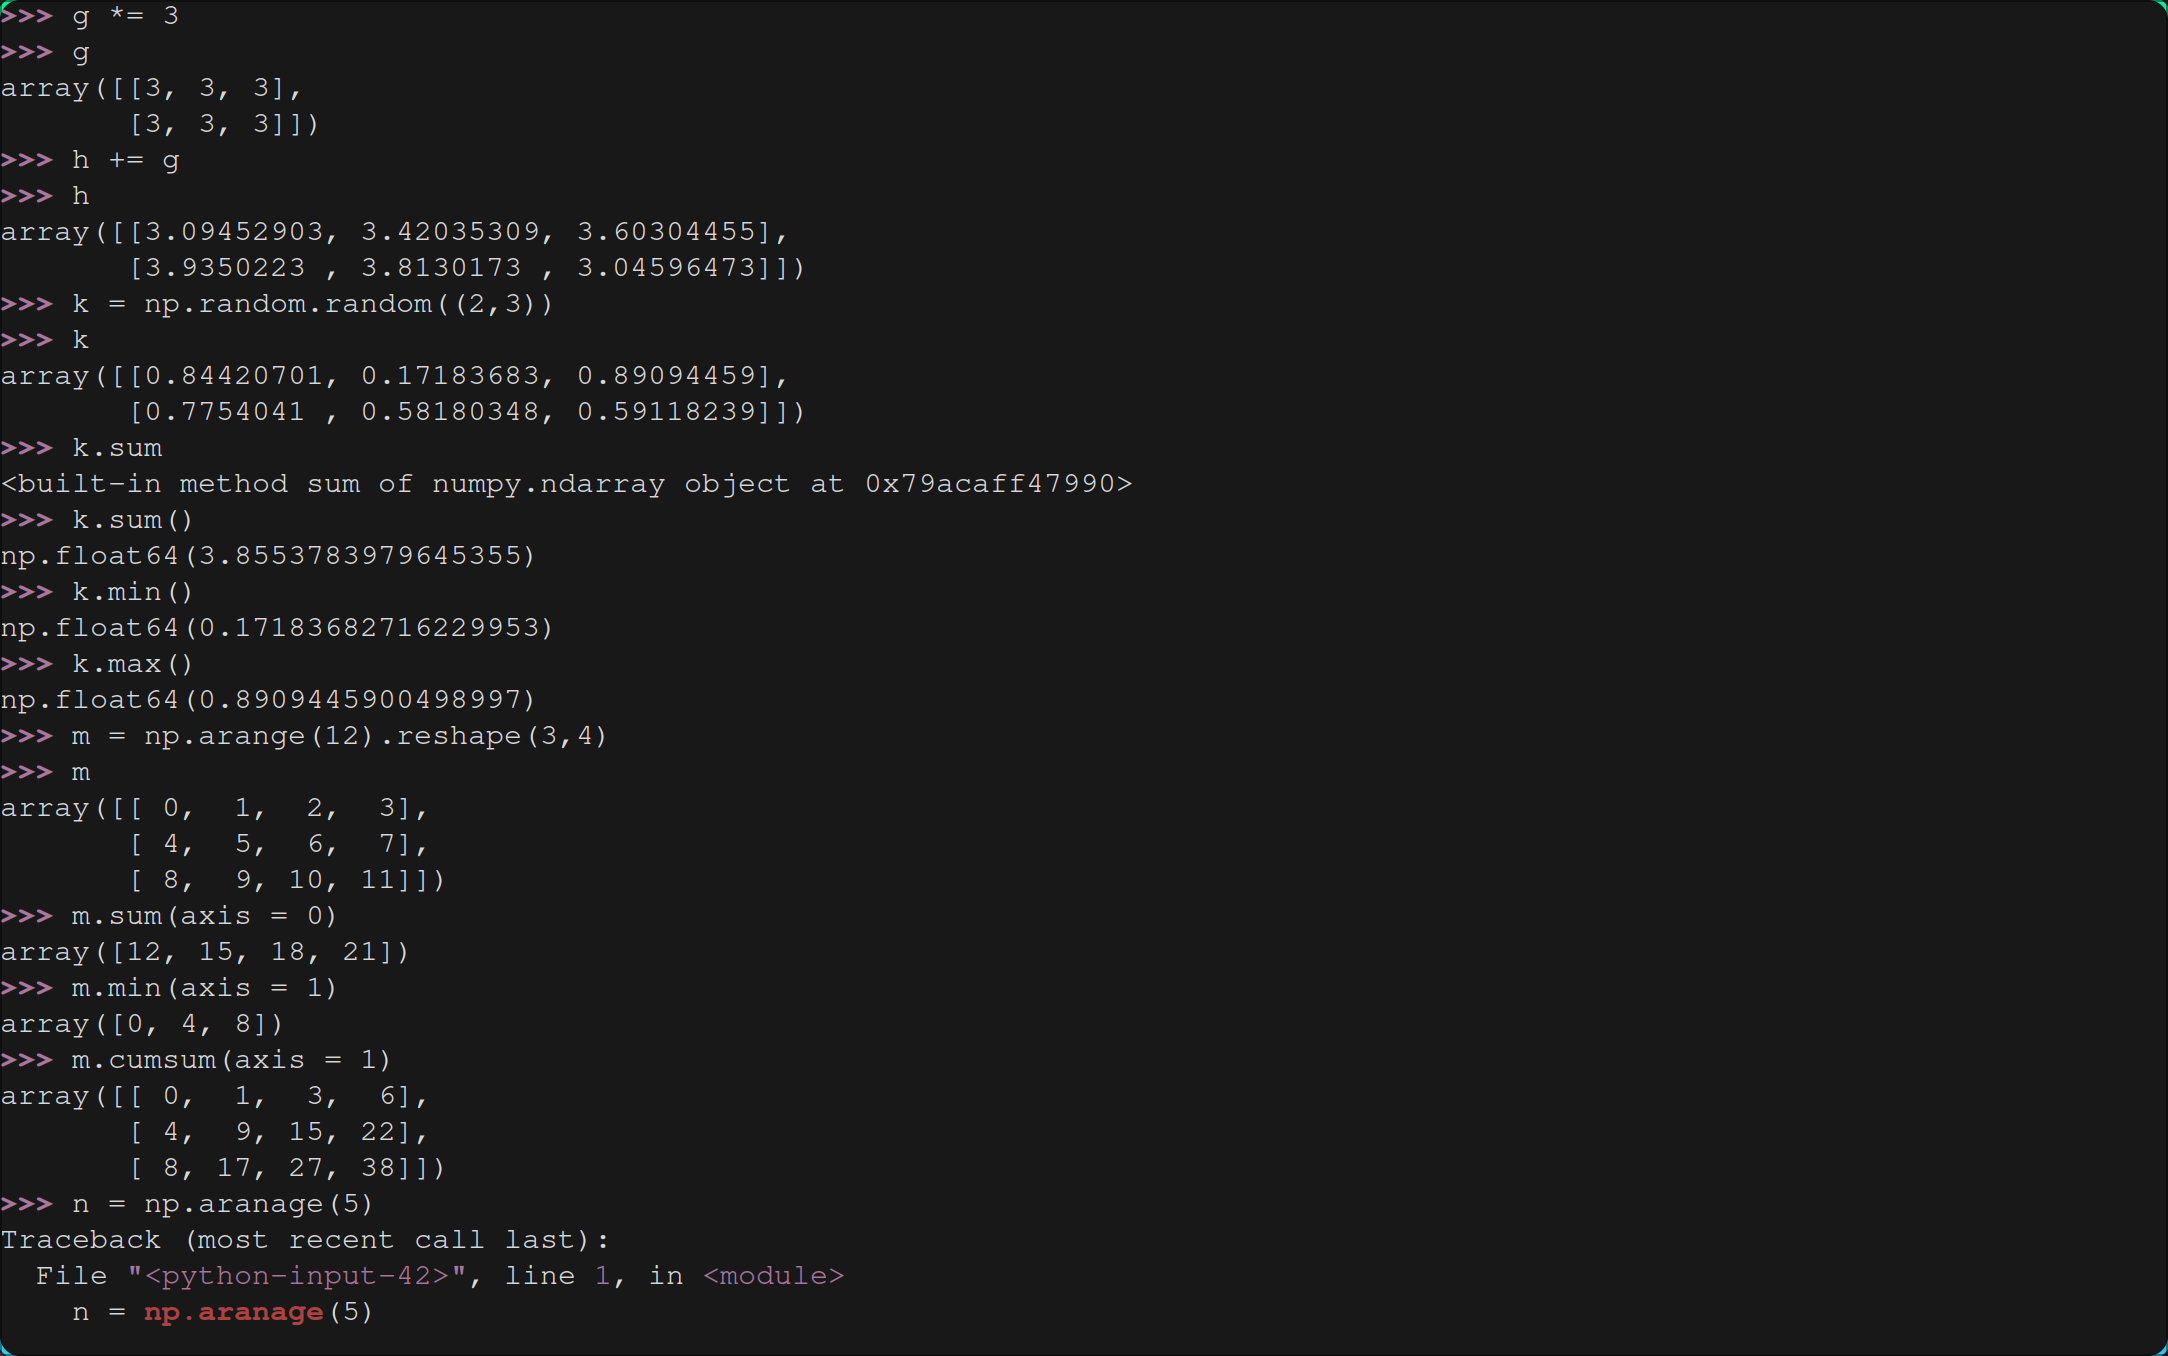 >>> g *= 3
>>> g
array([[3, 3, 3],
       [3, 3, 3]])
>>> h += g
>>> h
array([[3.09452903, 3.42035309, 3.60304455],
       [3.9350223 , 3.8130173 , 3.04596473]])
>>> k = np.random.random((2,3))
>>> k
array([[0.84420701, 0.17183683, 0.89094459],
       [0.7754041 , 0.58180348, 0.59118239]])
>>> k.sum
<built-in method sum of numpy.ndarray object at 0x79acaff47990>
>>> k.sum()
np.float64(3.8553783979645355)
>>> k.min()
np.float64(0.17183682716229953)
>>> k.max()
np.float64(0.8909445900498997)
>>> m = np.arange(12).reshape(3,4)
>>> m
array([[ 0,  1,  2,  3],
       [ 4,  5,  6,  7],
       [ 8,  9, 10, 11]])
>>> m.sum(axis = 0)
array([12, 15, 18, 21])
>>> m.min(axis = 1)
array([0, 4, 8])
>>> m.cumsum(axis = 1)
array([[ 0,  1,  3,  6],
       [ 4,  9, 15, 22],
       [ 8, 17, 27, 38]])
>>> n = np.aranage(5)
Traceback (most recent call last):
  File "<python-input-42>", line 1, in <module>
    n = np.aranage(5)